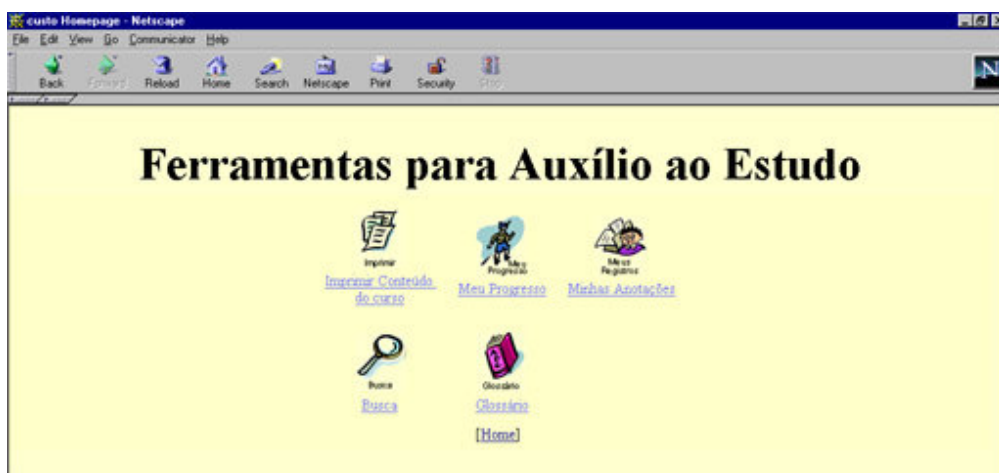 custo Homepage - Netscape
File Edit View Go Communicator Help
Back Forward Reload Home Search Netscape Print Security Stop
N
Ferramentas para Auxílio ao Estudo
Imprimir
Meu
Progresso
Meus
Registros
Imprimir Conteúdo
do curso
Meu Progresso
Minhas Anotações
Busca
Glossário
Busca
Glossário
[Home]